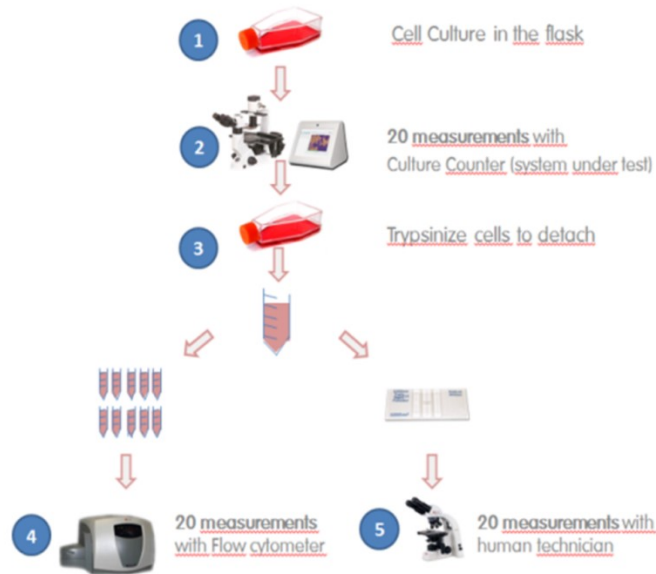 1
Cell Culture in the flask
2
20 measurements with
Culture Counter (system under test)
3
Trypsinize cells to detach
4
20 measurements
with Flow cytometer
5
20 measurements with
human technician